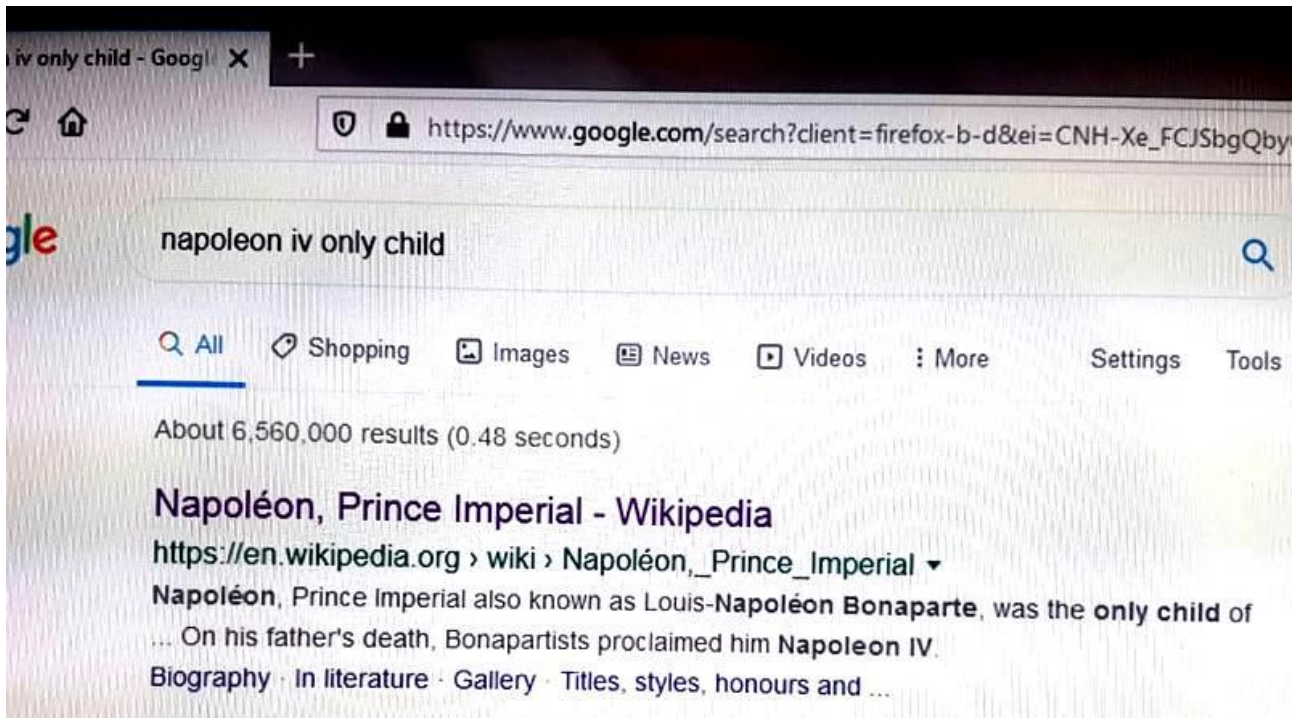 iv only child - Googl
https://www.google.com/search?client=firefox-b-d&ei=CNH-Xe_FCJSbgQby
gle
napoleon iv only child
All Shopping Images News Videos More Settings Tools
About 6,560,000 results (0.48 seconds)
Napoléon, Prince Imperial - Wikipedia
https://en.wikipedia.org › wiki › Napoléon,_Prince_Imperial
Napoléon, Prince Imperial also known as Louis-Napoléon Bonaparte, was the only child of
... On his father's death, Bonapartists proclaimed him Napoleon IV.
Biography · In literature · Gallery · Titles, styles, honours and ...